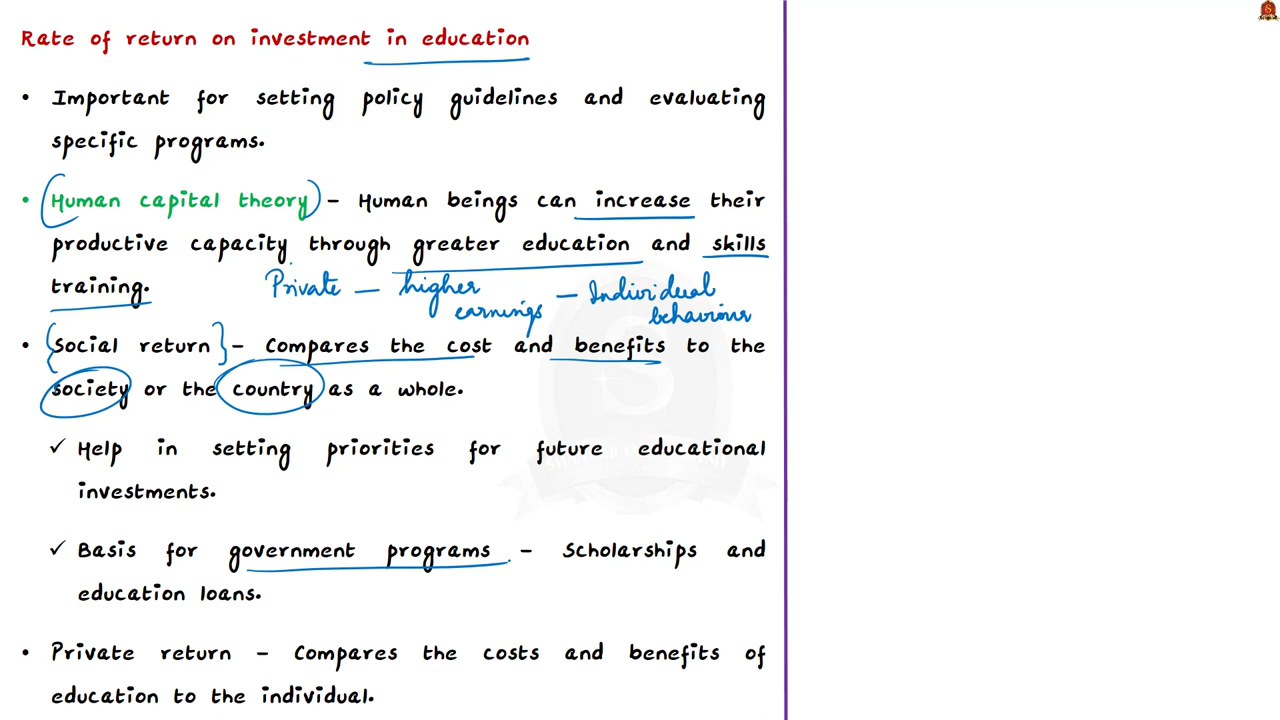 Rate of return on investment in education
• Important for setting policy guidelines and evaluating
specific programs.
• (Human capital theory) - Human beings can increase their
productive capacity through greater education and skills
training.
Private - higher earnings - Individual behaviour
• {Social return} - Compares the cost and benefits to the
society or the country as a whole.
✓ Help in setting priorities for future educational
investments.
✓ Basis for government programs - Scholarships and
education loans.
• Private return - Compares the costs and benefits of
education to the individual.